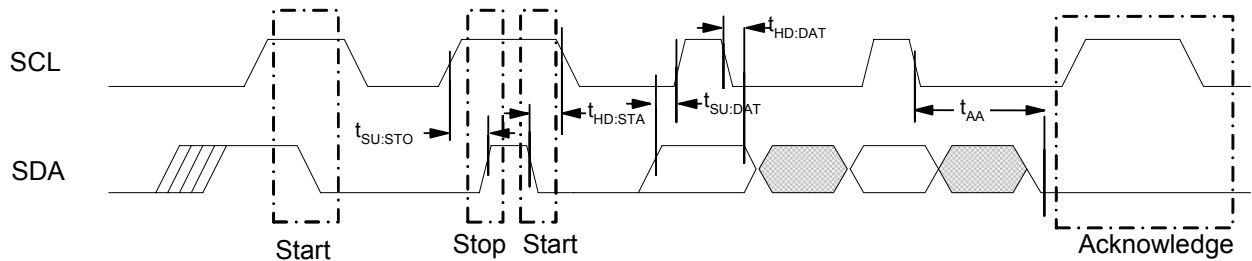 t_HD:DAT
SCL
t_HD:STA
t_SU:DAT
t_AA
t_SU:STO
SDA
Start
Stop
Start
Acknowledge